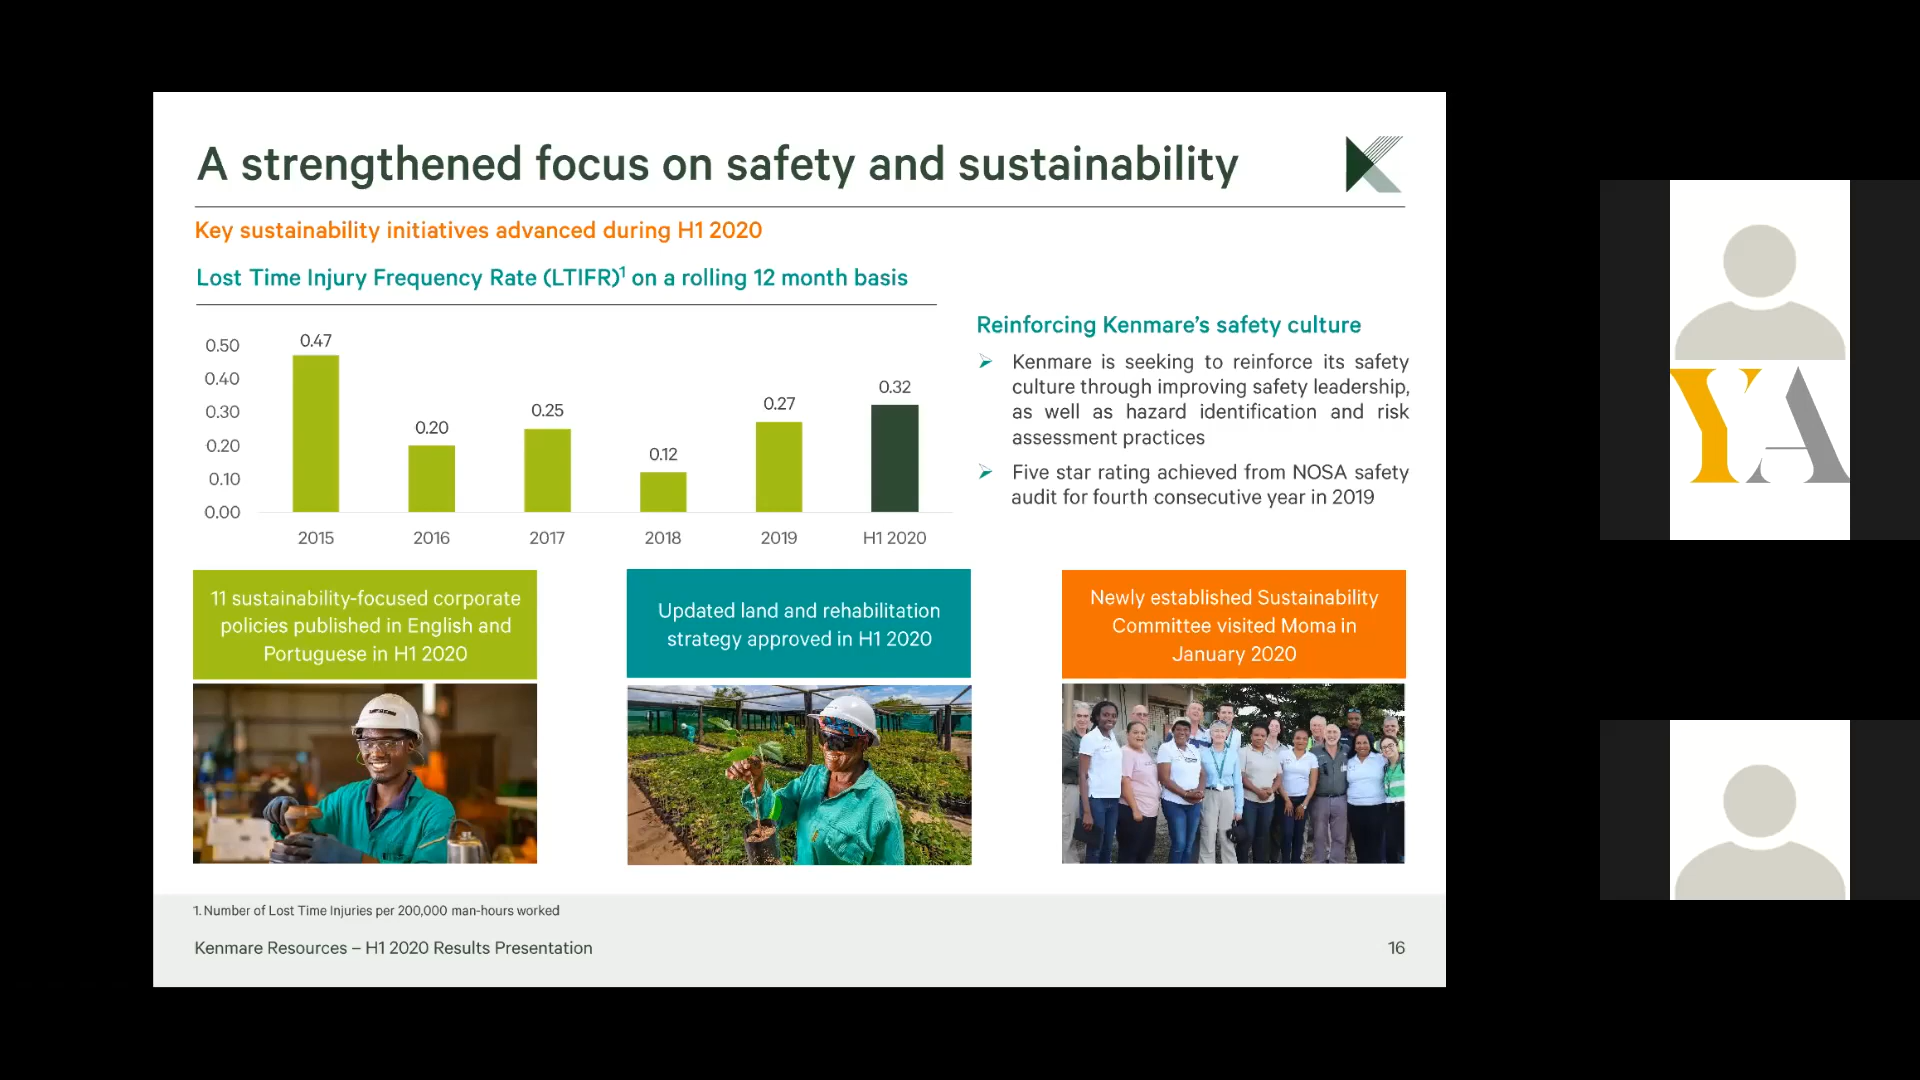 A strengthened focus on safety and sustainability
Key sustainability initiatives advanced during H1 2020
Lost Time Injury Frequency Rate (LTIFR)1 on a rolling 12 month basis
0.50
0.40
0.30
0.20
0.10
0.00
0.47
0.20
0.25
0.12
0.27
0.32
2015
2016
2017
2018
2019
H1 2020
Reinforcing Kenmare's safety culture
Kenmare is seeking to reinforce its safety
culture through improving safety leadership,
as well as hazard identification and risk
assessment practices
Five star rating achieved from NOSA safety
audit for fourth consecutive year in 2019
11 sustainability-focused corporate
policies published in English and
Portuguese in H1 2020
Updated land and rehabilitation
strategy approved in H1 2020
Newly established Sustainability
Committee visited Moma in
January 2020
1. Number of Lost Time Injuries per 200,000 man-hours worked
Kenmare Resources – H1 2020 Results Presentation
16
YA